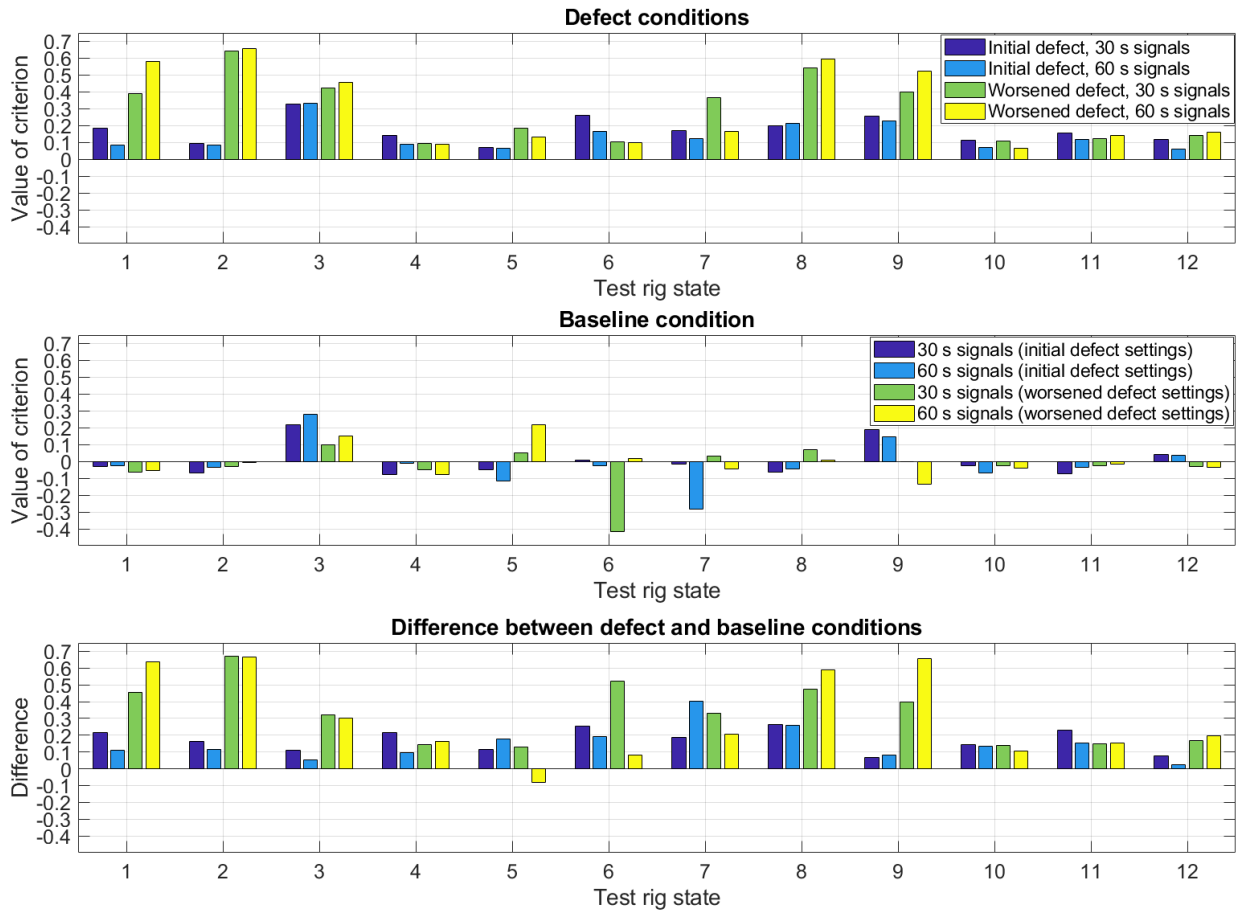 Defect conditions
0.7
0.6
0.5
0.4
0.3
0.2
0.1
0
-0.1
-0.2
-0.3
-0.4
Value of criterion
Initial defect, 30 s signals
Initial defect, 60 s signals
Worsened defect, 30 s signals
Worsened defect, 60 s signals
1 2 3 4 5 6 7 8 9 10 11 12
Test rig state
Baseline condition
0.7
0.6
0.5
0.4
0.3
0.2
0.1
0
-0.1
-0.2
-0.3
-0.4
Value of criterion
30 s signals (initial defect settings)
60 s signals (initial defect settings)
30 s signals (worsened defect settings)
60 s signals (worsened defect settings)
1 2 3 4 5 6 7 8 9 10 11 12
Test rig state
Difference between defect and baseline conditions
0.7
0.6
0.5
0.4
0.3
0.2
0.1
0
-0.1
-0.2
-0.3
-0.4
Difference
1 2 3 4 5 6 7 8 9 10 11 12
Test rig state